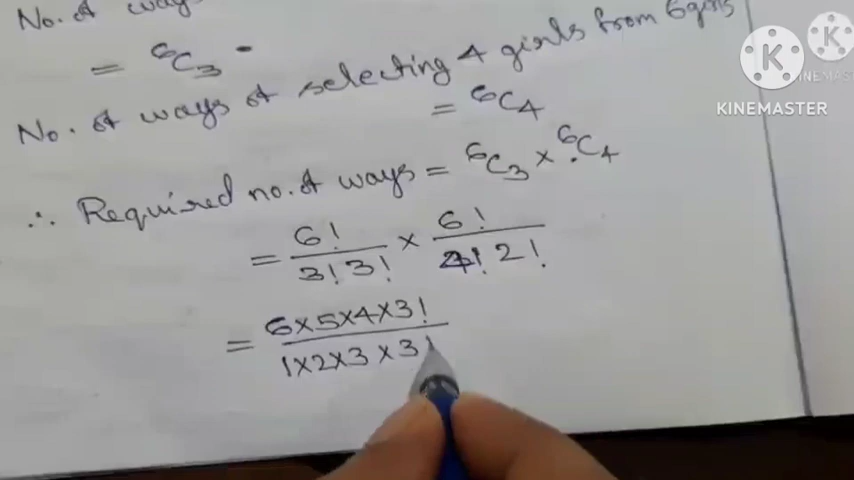 No. of ways
= ⁶C₃
No. of ways of selecting 4 girls from 6 girls
= ⁶C₄
∴ Required no. of ways = ⁶C₃ × ⁶C₄
= 6!/3! 3! × 6!/4! 2!
= 6×5×4×3!/1×2×3×3!
K
KINEMASTER
K
KINEMASTER